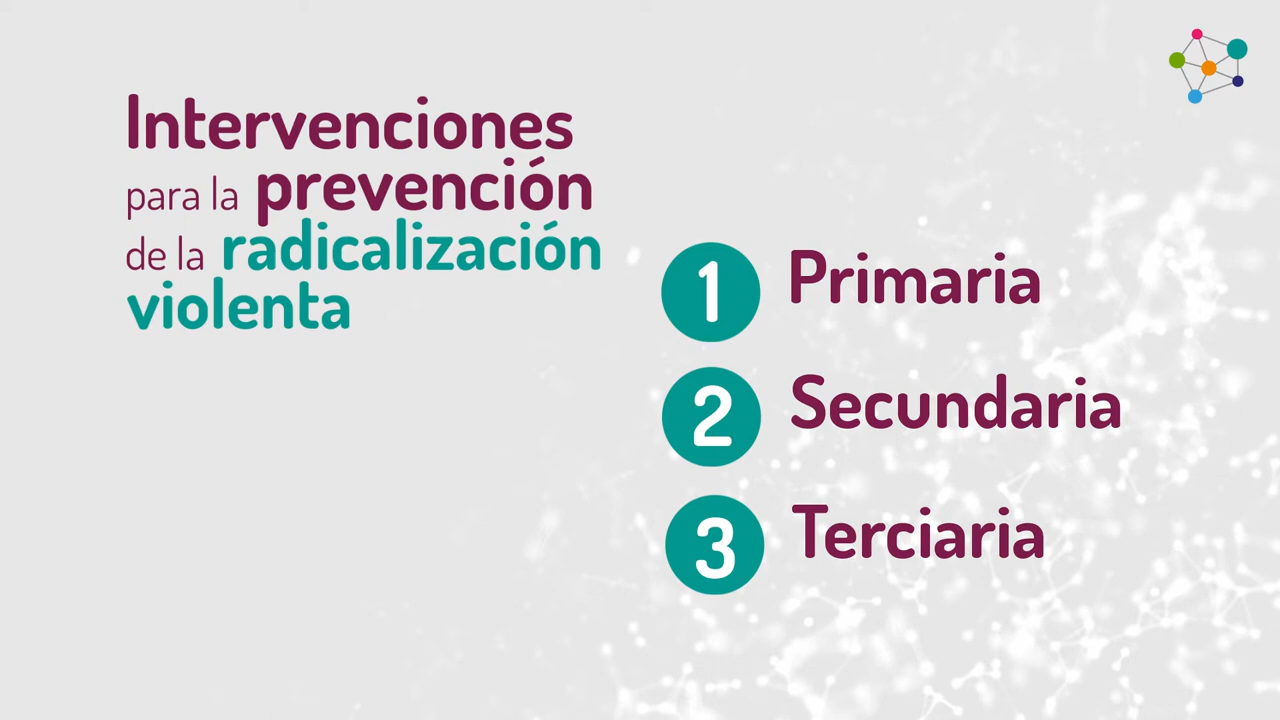 Intervenciones
para la prevención
de la radicalización
violenta
1 Primaria
2 Secundaria
3 Terciaria